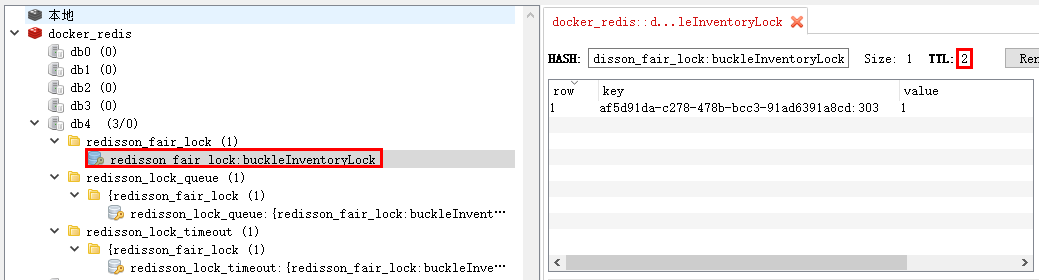 本地
docker_redis
db0 (0)
db1 (0)
db2 (0)
db3 (0)
db4 (3/0)
redisson_fair_lock (1)
redisson_fair_lock:buckleInventoryLock
redisson_lock_queue (1)
{redisson_fair_lock (1)
redisson_lock_queue:{redisson_fair_lock:buckleInvent···
redisson_lock_timeout (1)
{redisson_fair_lock (1)
redisson_lock_timeout:{redisson_fair_lock:buckleInve···
docker_redis::d...leInventoryLock
HASH: disson_fair_lock:buckleInventoryLock Size: 1 TTL: 2 Ren
row key value
1 af5d91da-c278-478b-bcc3-91ad6391a8cd:303 1